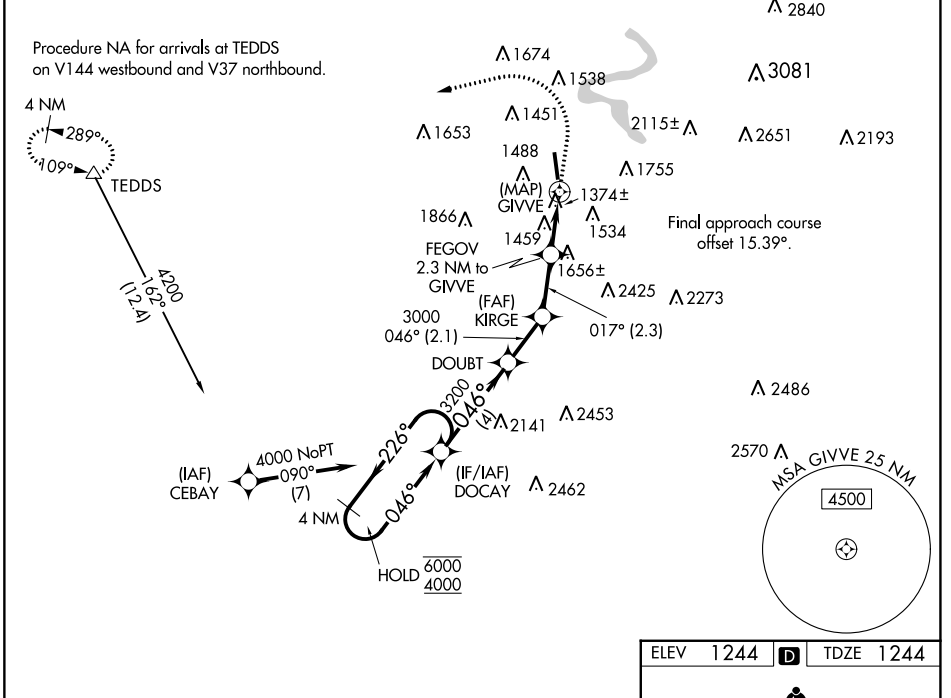 2840
Procedure NA for arrivals at TEDDS
on V144 westbound and V37 northbound.
1674
1538
3081
4 NM
289°
109°
TEDDS
1653
1451
2115±
2651
2193
1488
1755
(MAP)
GIVVE
1374±
1866
1459
1534
Final approach course
offset 15.39°.
FEGOV
2.3 NM to
GIVVE
1656±
4200
162°
(12.4)
2425
2273
(FAF)
KIRGE
3000
046° (2.1)
017° (2.3)
DOUBT
3200
046°
(4)
2141
2453
2486
226°
046°
(IAF)
CEBAY
4000 NoPT
090°
(7)
(IF/IAF)
DOCAY
2462
2570
4 NM
HOLD
6000
4000
MSA GIVVE 25 NM
4500
ELEV 1244 D TDZE 1244